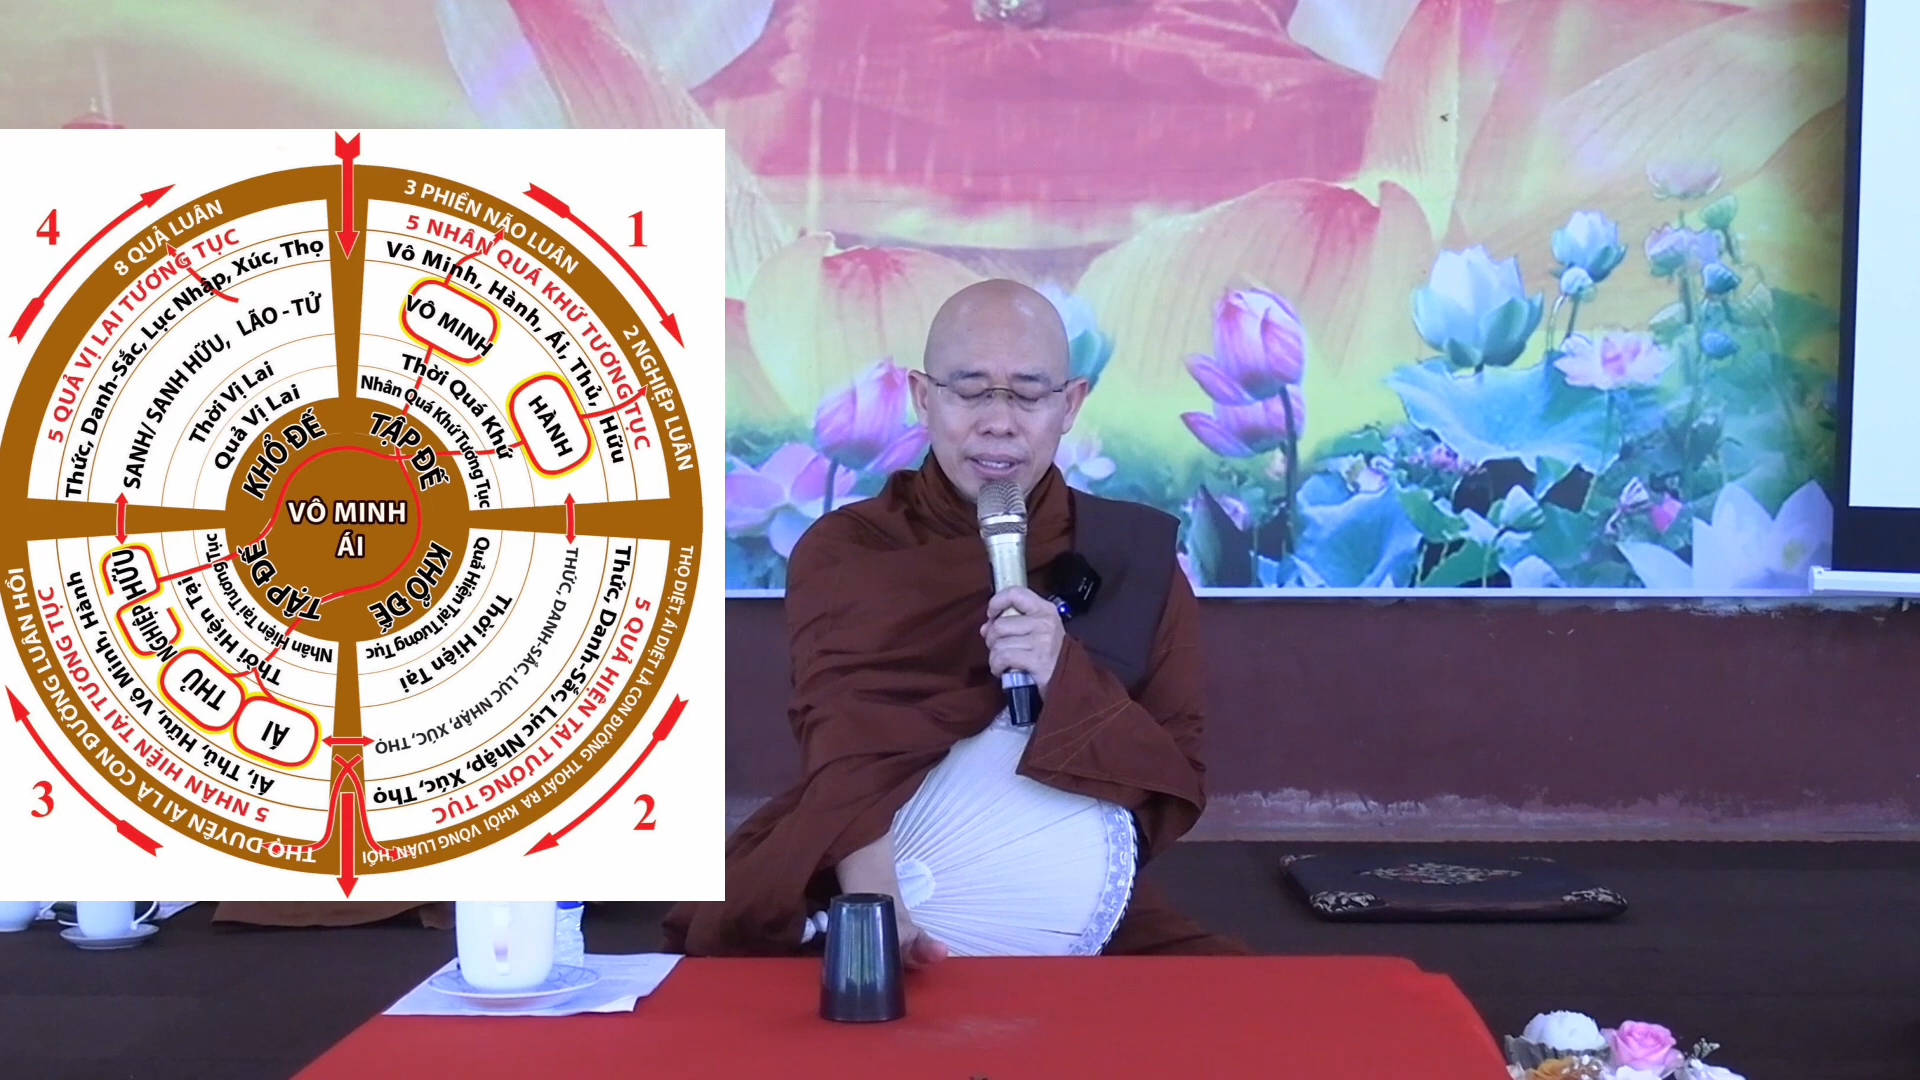 4
1
8 QUẢ LUÂN
5 QUẢ VỊ LAI TƯƠNG TỤC
Thức, Danh-Sắc, Lục Nhập, Xúc, Thọ
SANH/ SANH HỮU, LÃO - TỬ
Thời Vị Lai
Quả Vị Lai
KHỔ ĐẾ
3 PHIỀN NÃO LUÂN
2 NGHIỆP LUÂN
5 NHÂN QUÁ KHỨ TƯƠNG TỤC
Vô Minh, Hành, Ái, Thủ, Hữu
VÔ MINH
HÀNH
Thời Quá Khứ
Nhân Quá Khứ Tương Tục
TẬP ĐẾ
VÔ MINH
ÁI
KHỔ ĐẾ
Quả Hiện Tại Tương Tục
Thời Hiện Tại
THỨC, DANH-SẮC, LỤC NHẬP, XÚC, THỌ
Thức, Danh-Sắc, Lục Nhập, Xúc, Thọ
5 QUẢ HIỆN TẠI TƯƠNG TỤC
THỌ DIỆT, ÁI DIỆT LÀ CON ĐƯỜNG THOÁT RA KHỎI VÒNG LUÂN HỒI
TẬP ĐẾ
Nhân Hiện Tại Tương Tục
Thời Hiện Tại
ÁI
THỦ
NGHIỆP HỮU
Ái, Thủ, Hữu, Vô Minh, Hành
5 NHÂN HIỆN TẠI TƯƠNG TỤC
THỌ DUYÊN ÁI LÀ CON ĐƯỜNG LUÂN HỒI
3
2